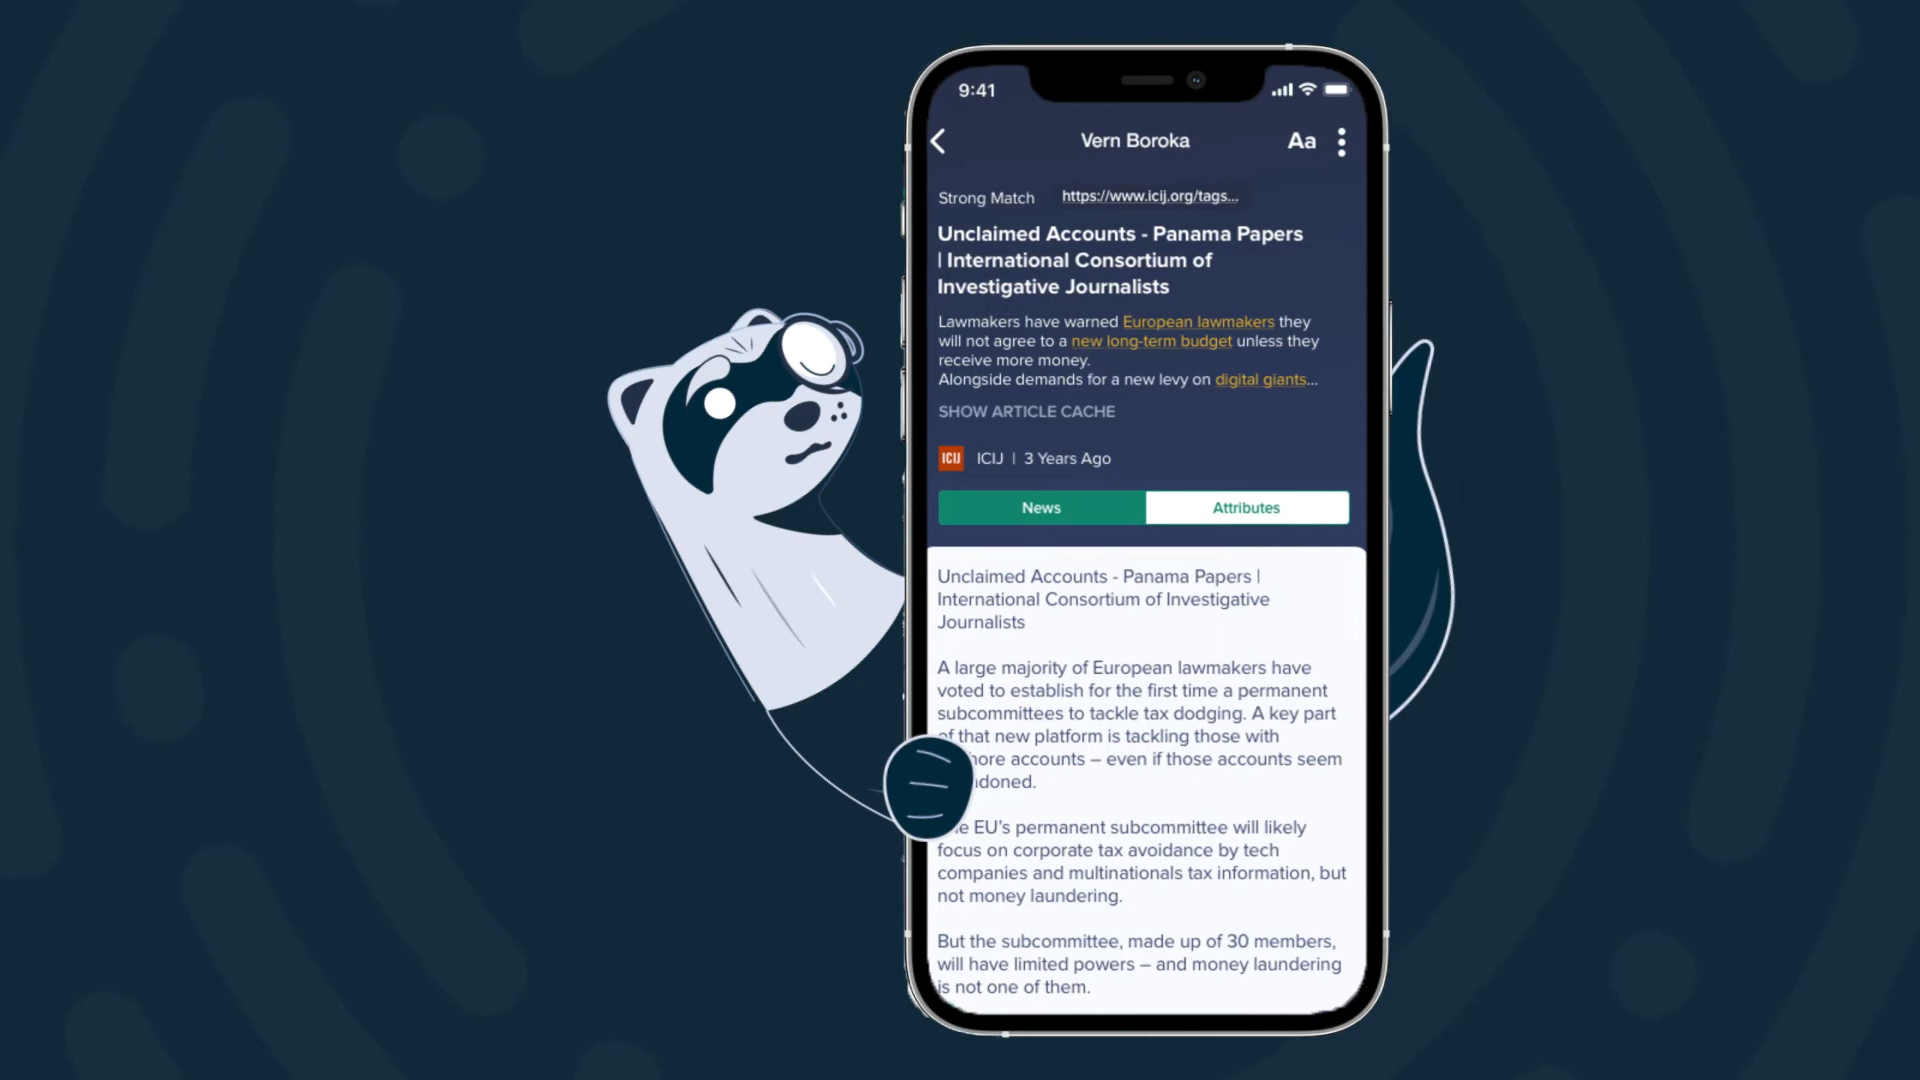 9:41
Vern Boroka
Aa
Strong Match https://www.icij.org/tags...
Unclaimed Accounts - Panama Papers
| International Consortium of
Investigative Journalists
Lawmakers have warned European lawmakers they
will not agree to a new long-term budget unless they
receive more money.
Alongside demands for a new levy on digital giants...
SHOW ARTICLE CACHE
ICIJ ICIJ | 3 Years Ago
News Attributes
Unclaimed Accounts - Panama Papers |
International Consortium of Investigative
Journalists
A large majority of European lawmakers have
voted to establish for the first time a permanent
subcommittees to tackle tax dodging. A key part
of that new platform is tackling those with
accounts – even if those accounts seem
EU's permanent subcommittee will likely
focus on corporate tax avoidance by tech
companies and multinationals tax information, but
not money laundering.
But the subcommittee, made up of 30 members,
will have limited powers – and money laundering
is not one of them.